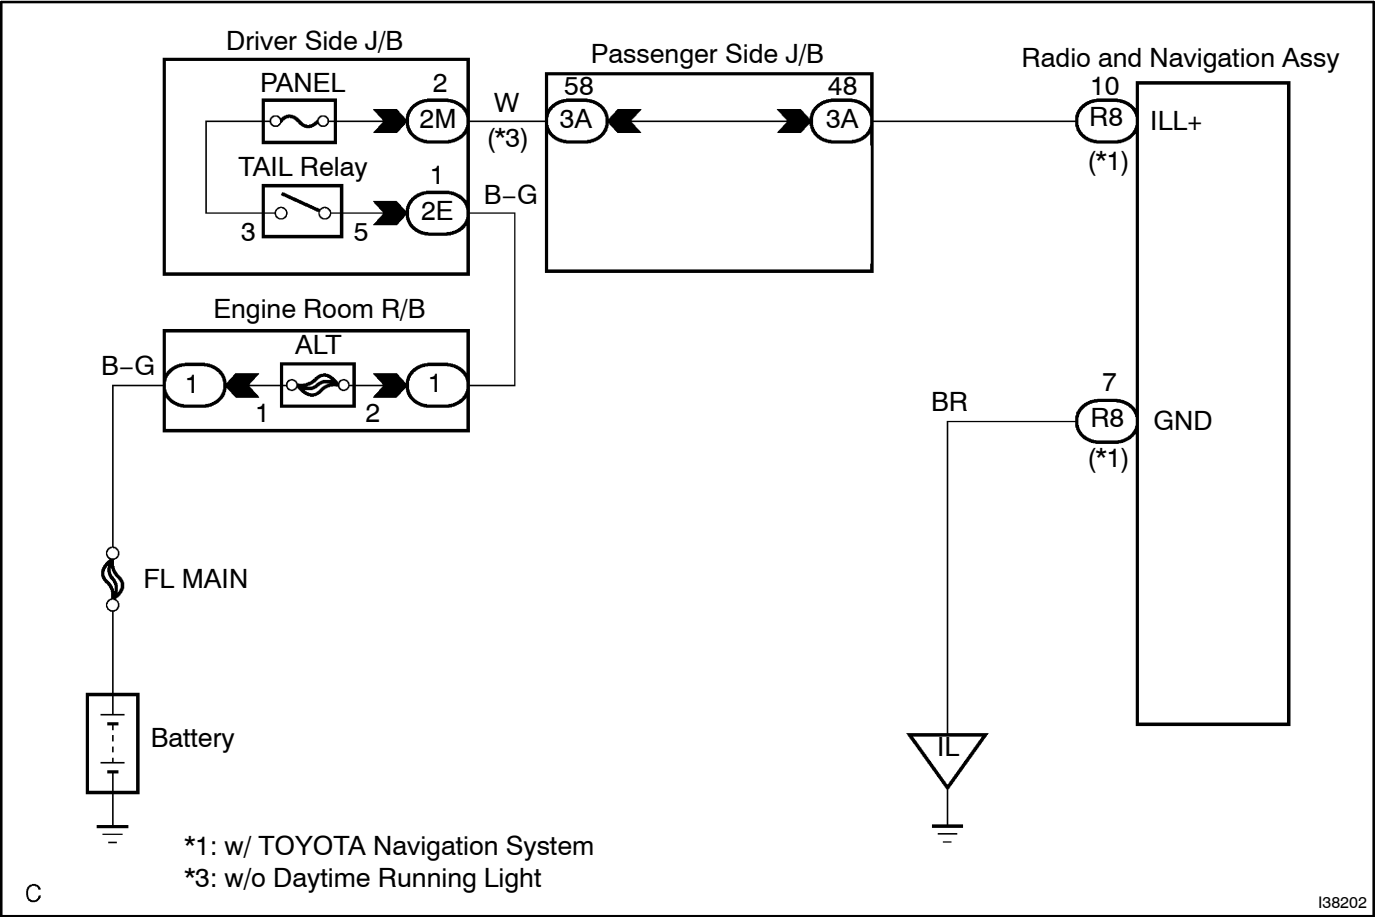 Driver Side J/B
Passenger Side J/B
Radio and Navigation Assy
PANEL
2
2M
W
(*3)
58
3A
48
3A
10
R8
(*1)
ILL+
TAIL Relay
3
5
1
2E
B–G
Engine Room R/B
ALT
B–G
1
1
2
1
7
R8
(*1)
GND
BR
FL MAIN
Battery
IL
*1: w/ TOYOTA Navigation System
*3: w/o Daytime Running Light
C
I38202